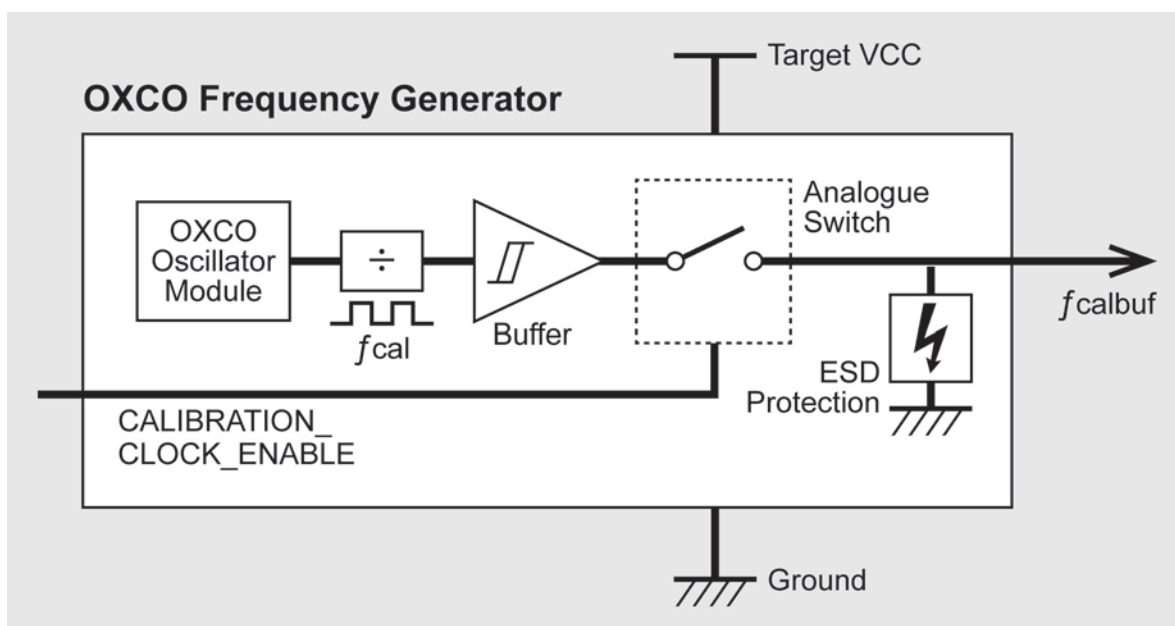 Target VCC
OXCO Frequency Generator
OXCO
Oscillator
Module
÷
ƒcal
Buffer
Analogue
Switch
ƒcalbuf
ESD
Protection
CALIBRATION_
CLOCK_ENABLE
Ground